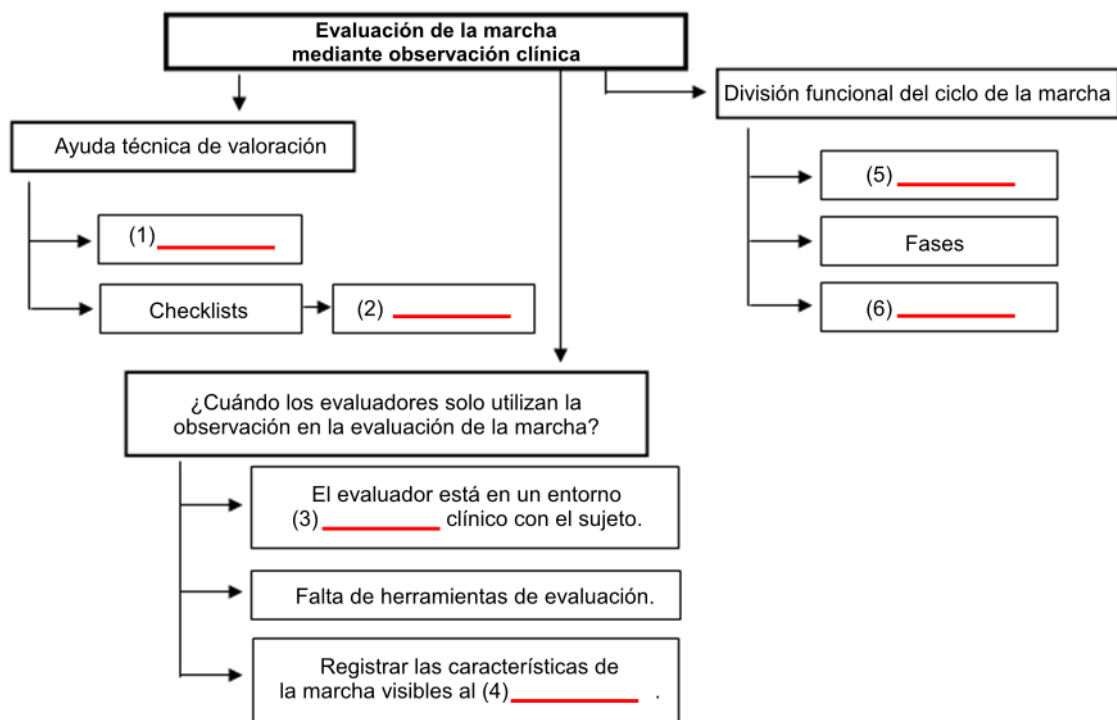 Evaluación de la marcha
mediante observación clínica
División funcional del ciclo de la marcha
Ayuda técnica de valoración
(5)
(1)
Fases
Checklists
(2)
(6)
¿Cuándo los evaluadores solo utilizan la
observación en la evaluación de la marcha?
El evaluador está en un entorno
(3) clínico con el sujeto.
Falta de herramientas de evaluación.
Registrar las características de
la marcha visibles al (4) .